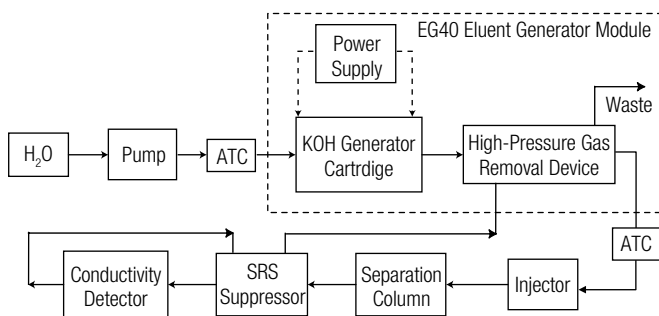 EG40 Eluent Generator Module
Power
Supply
Waste
H₂O
Pump
ATC
KOH Generator
Cartrdige
High-Pressure Gas
Removal Device
ATC
Conductivity
Detector
SRS
Suppressor
Separation
Column
Injector